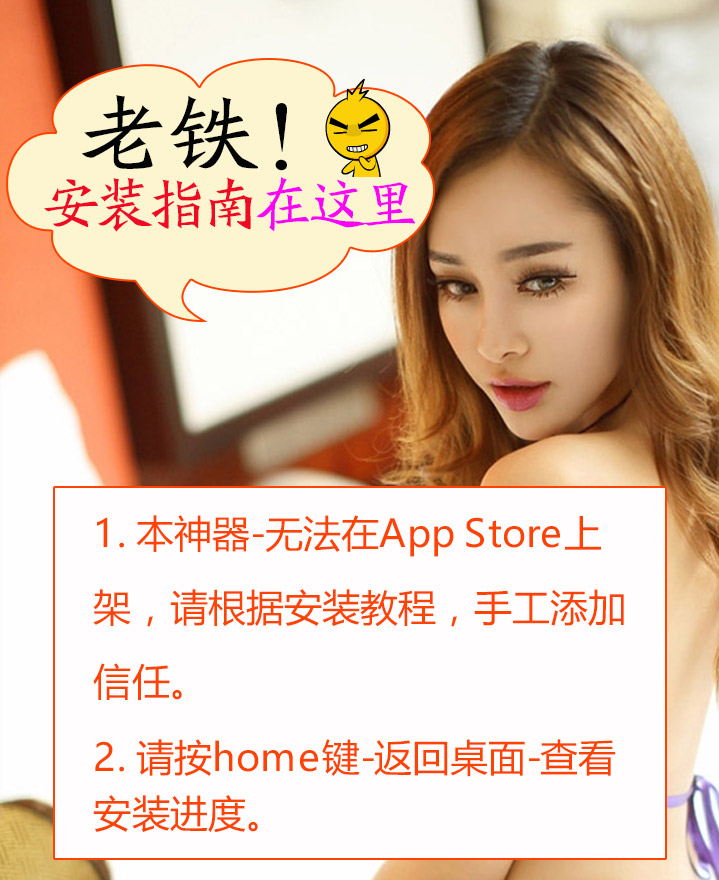 老铁!
安装指南在这里
1. 本神器-无法在App Store上
架，请根据安装教程，手工添加
信任。
2. 请按home键-返回桌面-查看
安装进度。